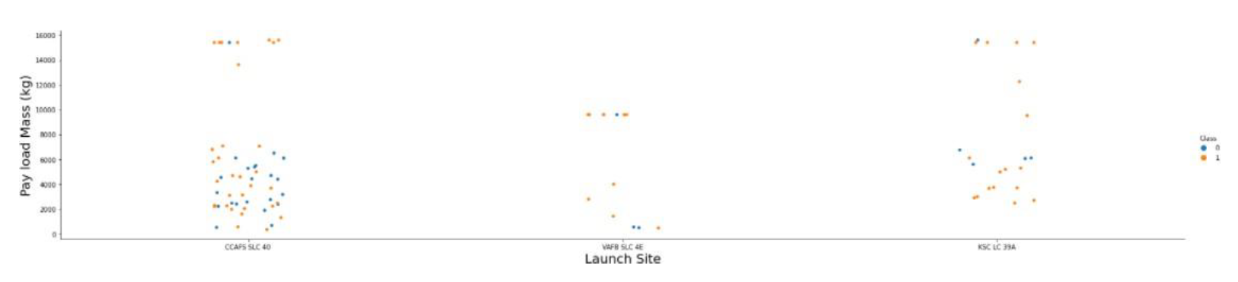 16000
14000
12000
10000
8000
6000
4000
2000
0
Pay load Mass (kg)
CCAFS SLC 40
VAFB SLC 4E
KSC LC 39A
Launch Site
Class
0
1